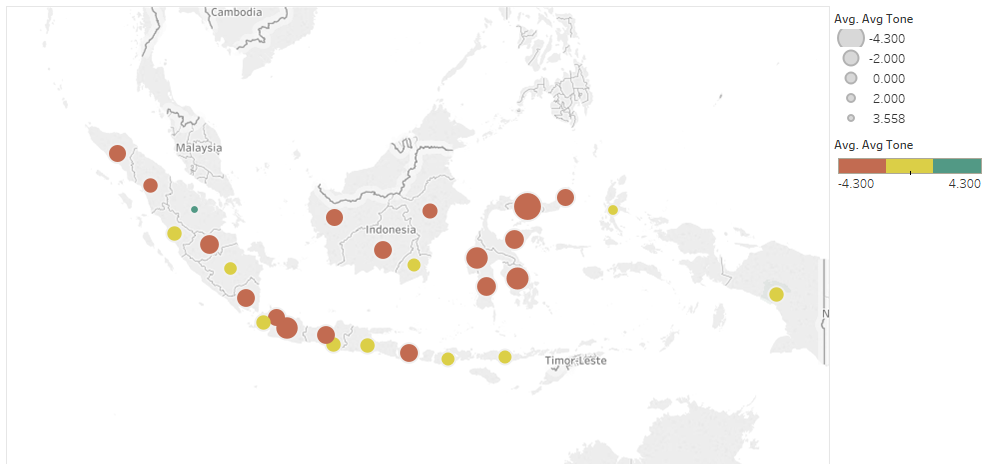 Cambodia
Malaysia
Indonesia
Timor-Leste
N
Avg. Avg Tone
-4.300
-2.000
0.000
2.000
3.558
Avg. Avg Tone
-4.300 4.300